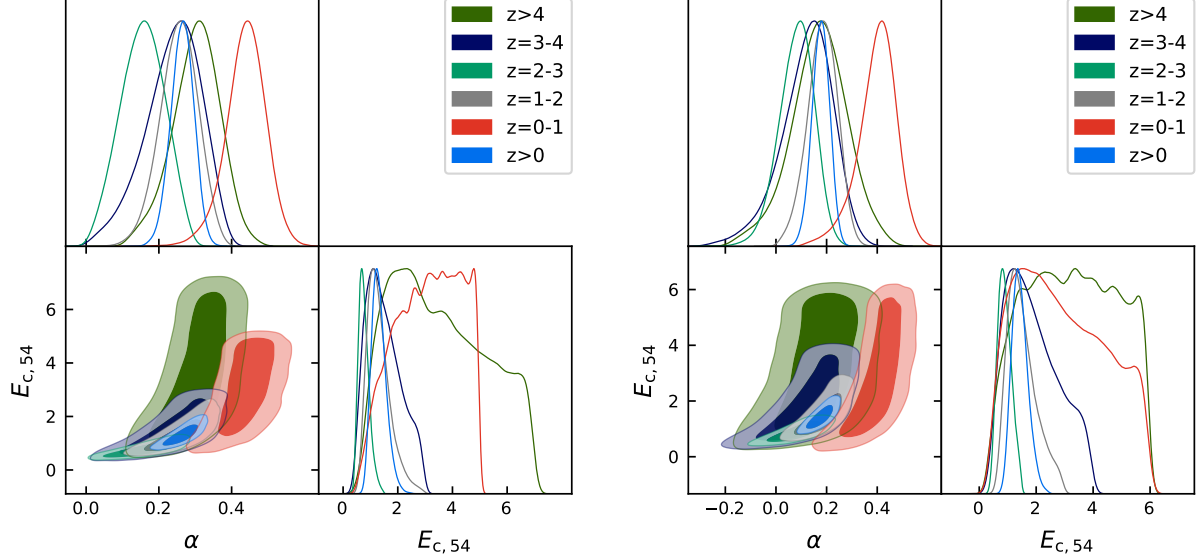 z>4
z=3-4
z=2-3
z=1-2
z=0-1
z>0
6
4
2
0
E_c, 54
0.0 0.4
α
0 2 4 6
E_c, 54
z>4
z=3-4
z=2-3
z=1-2
z=0-1
z>0
6
4
2
0
E_c, 54
−0.2 0.0 0.2 0.4
α
0 2 4 6
E_c, 54